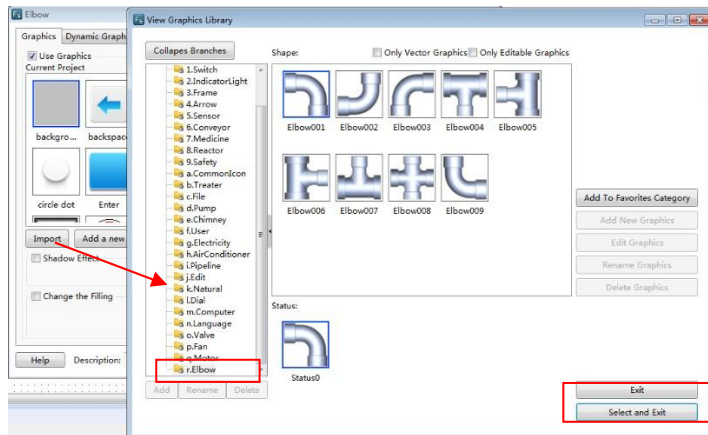 Elbow
Graphics Dynamic Graph
Use Graphics
Current Project
backgro... backspac
circle dot Enter
Import Add a new
Shadow Effect
Change the Filling
Help Description:
View Graphics Library
Collapes Branches
1.Switch
2.IndicatorLight
3.Frame
4.Arrow
5.Sensor
6.Conveyor
7.Medicine
8.Reactor
9.Safety
a.CommonIcon
b.Treater
c.File
d.Pump
e.Chimney
f.User
g.Electricity
h.AirConditioner
i.Pipeline
j.Edit
k.Natural
l.Dial
m.Computer
n.Language
o.Valve
p.Fan
q.Motor
r.Elbow
Add Rename Delete
Shape: Only Vector Graphics Only Editable Graphics
Elbow001 Elbow002 Elbow003 Elbow004 Elbow005
Elbow006 Elbow007 Elbow008 Elbow009
Status:
Status0
Add To Favorites Category
Add New Graphics
Edit Graphics
Rename Graphics
Delete Graphics
Exit
Select and Exit